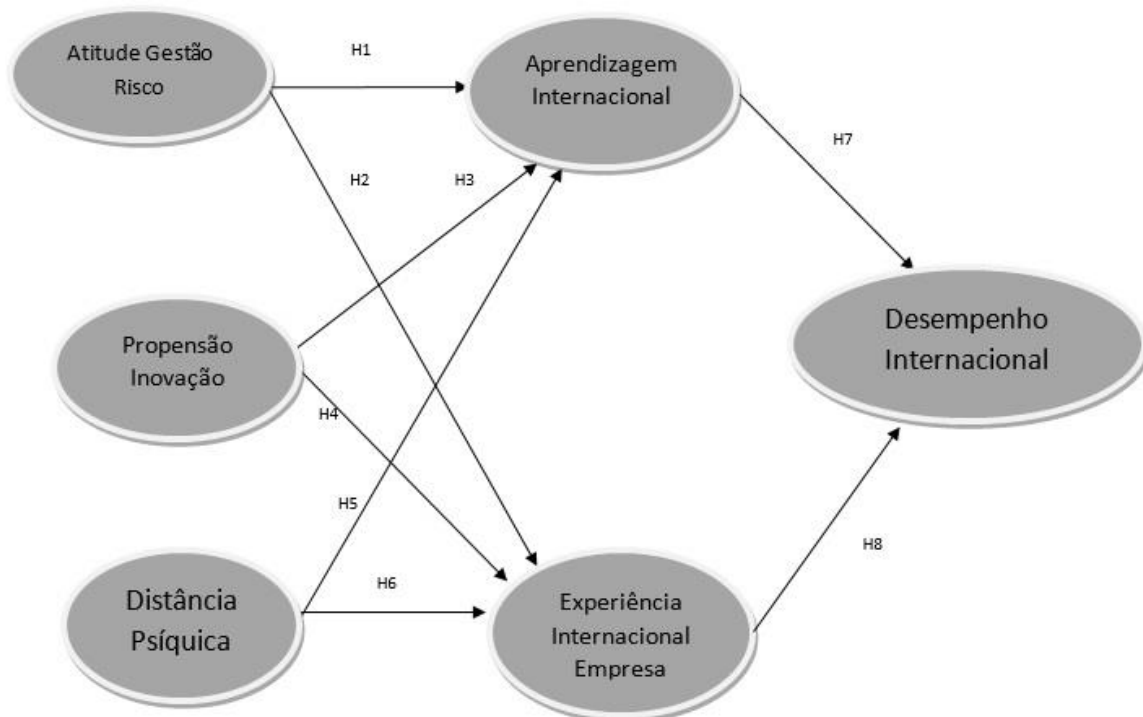 Atitude Gestão
Risco
H1
Aprendizagem
Internacional
H7
H2
H3
Propensão
Inovação
Desempenho
Internacional
H4
H5
Distância
Psíquica
H6
Experiência
Internacional
Empresa
H8